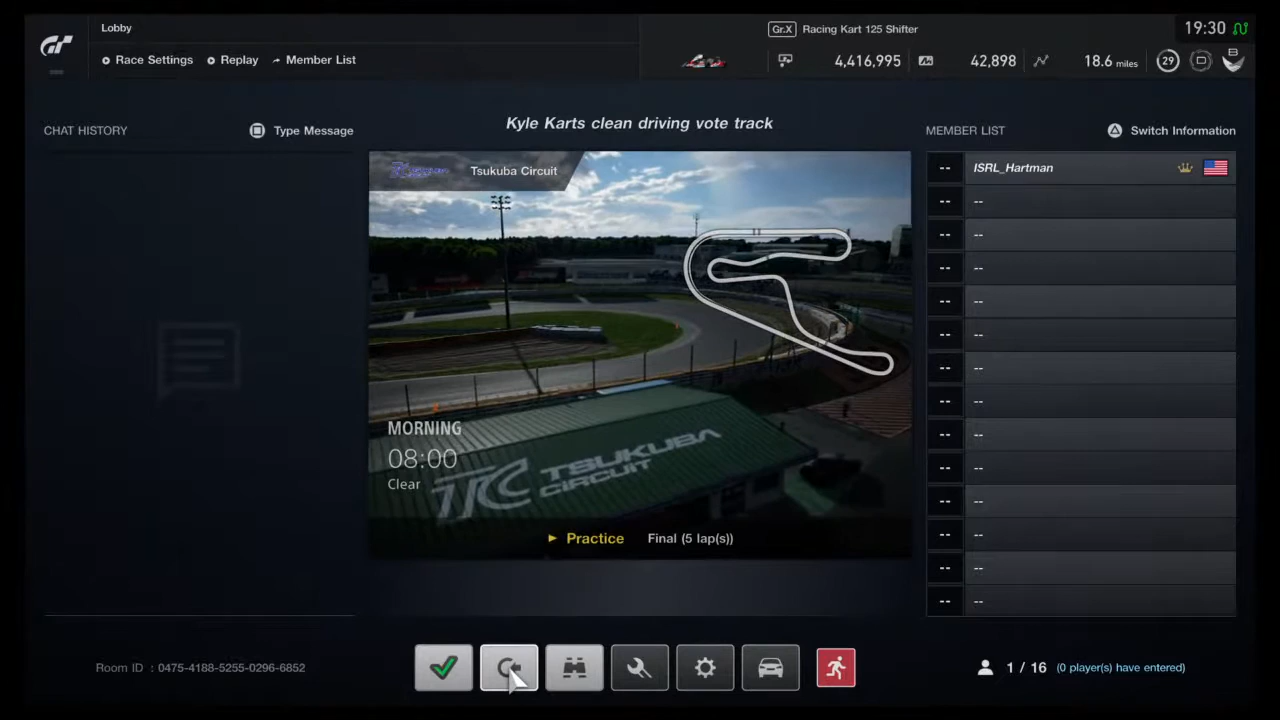 Lobby
Race Settings Replay Member List
Gr.X Racing Kart 125 Shifter
19:30
4,416,995 42,898 18.6 miles 29 B
CHAT HISTORY Type Message
Kyle Karts clean driving vote track
MEMBER LIST Switch Information
Tsukuba Circuit
-- ISRL_Hartman
-- --
-- --
-- --
-- --
-- --
-- --
-- --
-- --
-- --
-- --
-- --
-- --
-- --
MORNING
08:00
Clear
TC TSUKUBA
CIRCUIT
Practice Final (5 lap(s))
Room ID : 0475-4188-5255-0296-6852
1 / 16 (0 player(s) have entered)